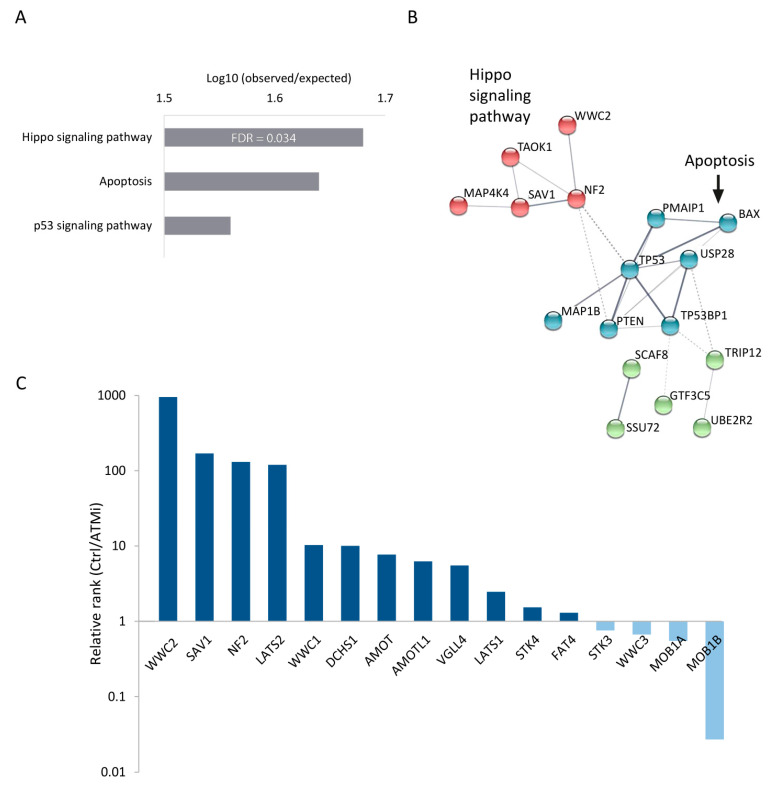 A
Log10 (observed/expected)
1.5 1.6 1.7
Hippo signaling pathway
FDR = 0.034
Apoptosis
p53 signaling pathway
B
Hippo
signaling
pathway
WWC2
TAOK1
MAP4K4
SAV1
NF2
Apoptosis
PMAIP1
BAX
TP53
USP28
MAP1B
PTEN
TP53BP1
SCAF8
TRIP12
GTF3C5
SSU72
UBE2R2
C
Relative rank (Ctrl/ATMi)
1000
100
10
1
0.1
0.01
WWC2
SAV1
NF2
LATS2
WWC1
DCHS1
AMOT
AMOTL1
VGLL4
LATS1
STK4
FAT4
STK3
WWC3
MOB1A
MOB1B